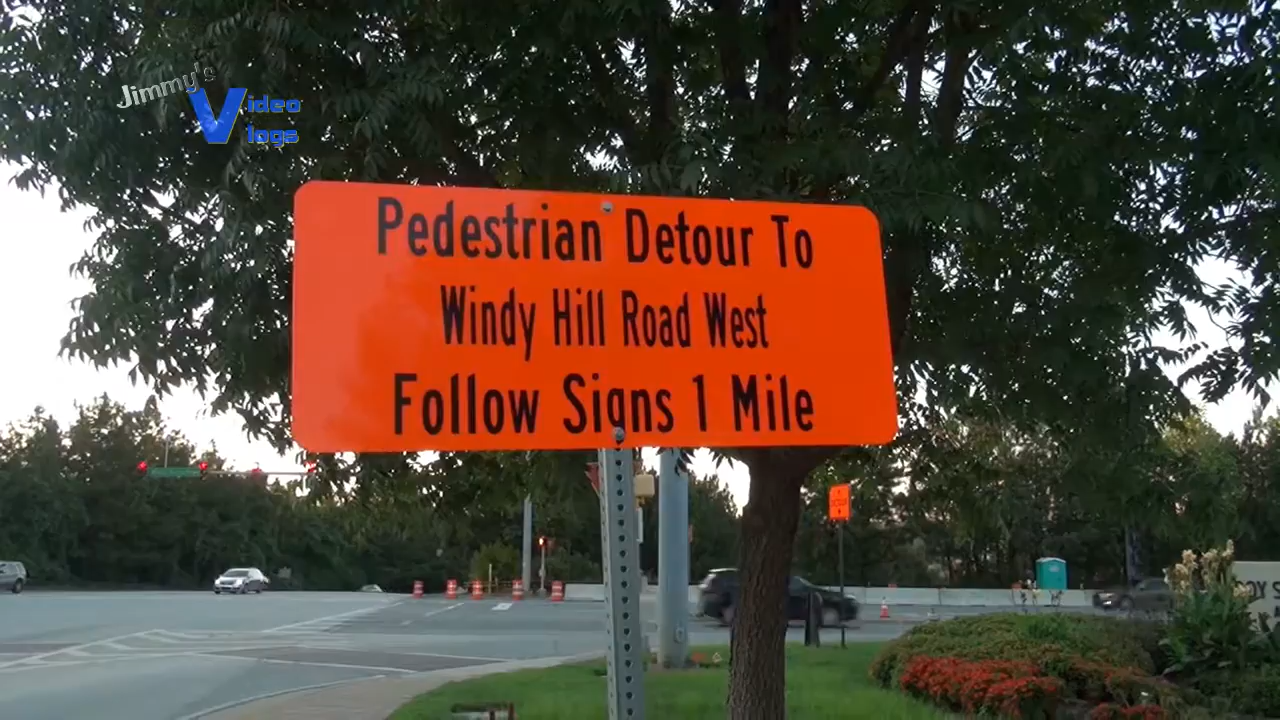 Jimmy's
Video
Vlogs
Pedestrian Detour To
Windy Hill Road West
Follow Signs 1 Mile